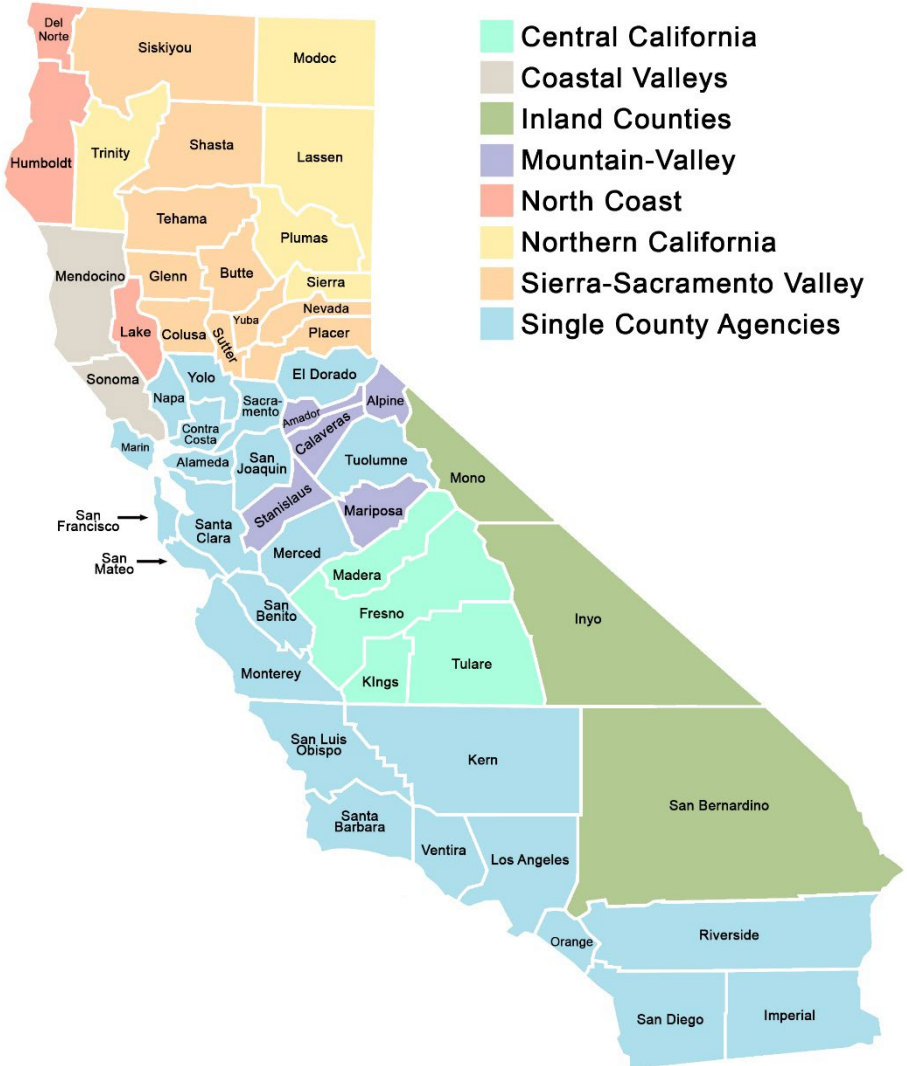 Del
Norte
Siskiyou
Modoc
Central California
Coastal Valleys
Inland Counties
Mountain-Valley
North Coast
Northern California
Sierra-Sacramento Valley
Single County Agencies
Humboldt
Trinity
Shasta
Lassen
Tehama
Plumas
Mendocino
Glenn
Butte
Sierra
Lake
Colusa
Sutter
Yuba
Nevada
Placer
Sonoma
Napa
Yolo
Sacra-
mento
El Dorado
Marin
Contra
Costa
Amador
Alpine
Alameda
San
Joaquin
Calaveras
Tuolumne
Mono
San
Francisco
Santa
Clara
Stanislaus
Mariposa
San
Mateo
Merced
Madera
San
Benito
Fresno
Inyo
Monterey
KIngs
Tulare
San Luis
Obispo
Kern
San Bernardino
Santa
Barbara
Ventira
Los Angeles
Orange
Riverside
San Diego
Imperial